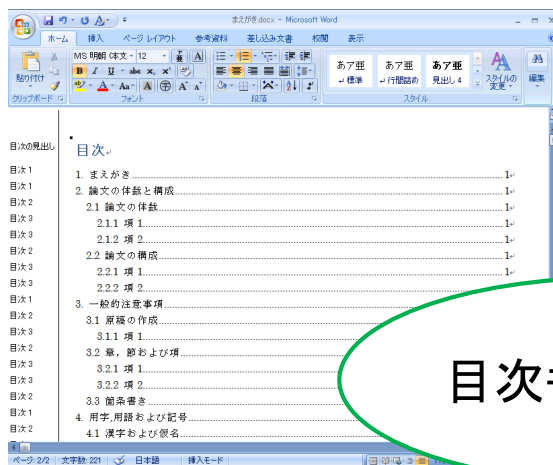 まえがき.docx - Microsoft Word
ホーム 挿入 ページ レイアウト 参考資料 差し込み文書 校閲 表示
MS 明朝 (本文 12
貼り付け
B I U abe x, x²
Aa A A A
あア亜 あア亜 あア亜
↵ 標準 ↵ 行間詰め 見出し 4
スタイルの変更
編集
クリップボード フォント 段落 スタイル
目次の見出し 目次
目次 1 1. まえがき 1
目次 1 2. 論文の体裁と構成 1
目次 2 2.1 論文の体裁 1
目次 3 2.1.1 項 1 1
目次 3 2.1.2 項 2 1
目次 2 2.2 論文の構成 1
目次 3 2.2.1 項 1 1
目次 3 2.2.2 項 2
目次 1 3. 一般的注意事項
目次 2 3.1 原稿の作成
目次 3 3.1.1 項 1
目次 2 3.2 章，節および項
目次 3 3.2.1 項 1
目次 3 3.2.2 項 2
目次 2 3.3 箇条書き
目次 1 4. 用字,用語および記号
目次 2 4.1 漢字および仮名
目次
ページ: 2/2 文字数: 221 日本語 挿入モード